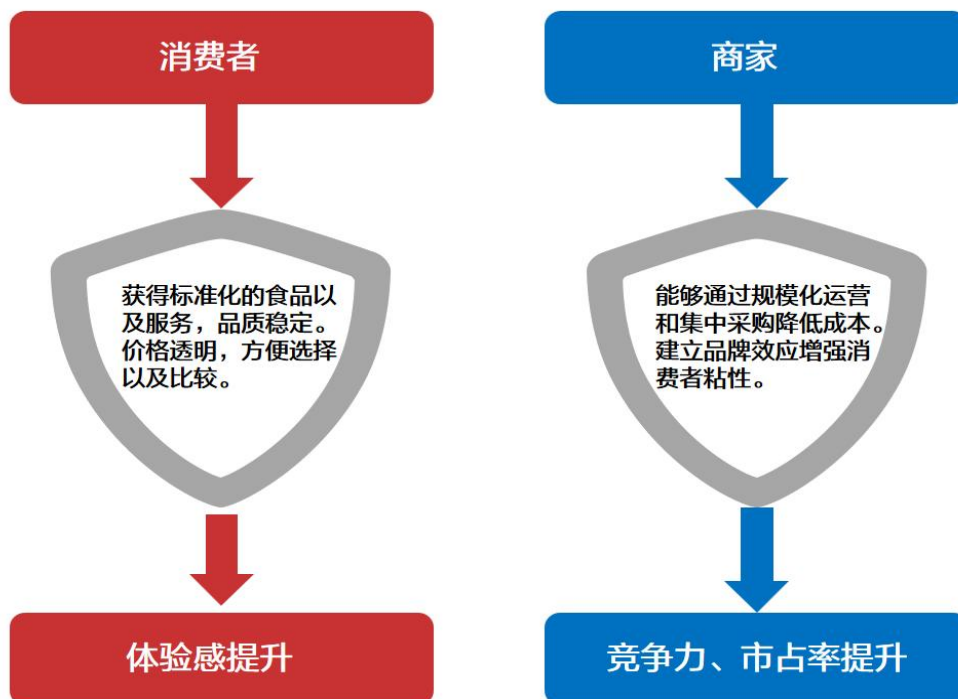 消费者
获得标准化的食品以
及服务，品质稳定。
价格透明，方便选择
以及比较。
体验感提升
商家
能够通过规模化运营
和集中采购降低成本。
建立品牌效应增强消
费者粘性。
竞争力、市占率提升